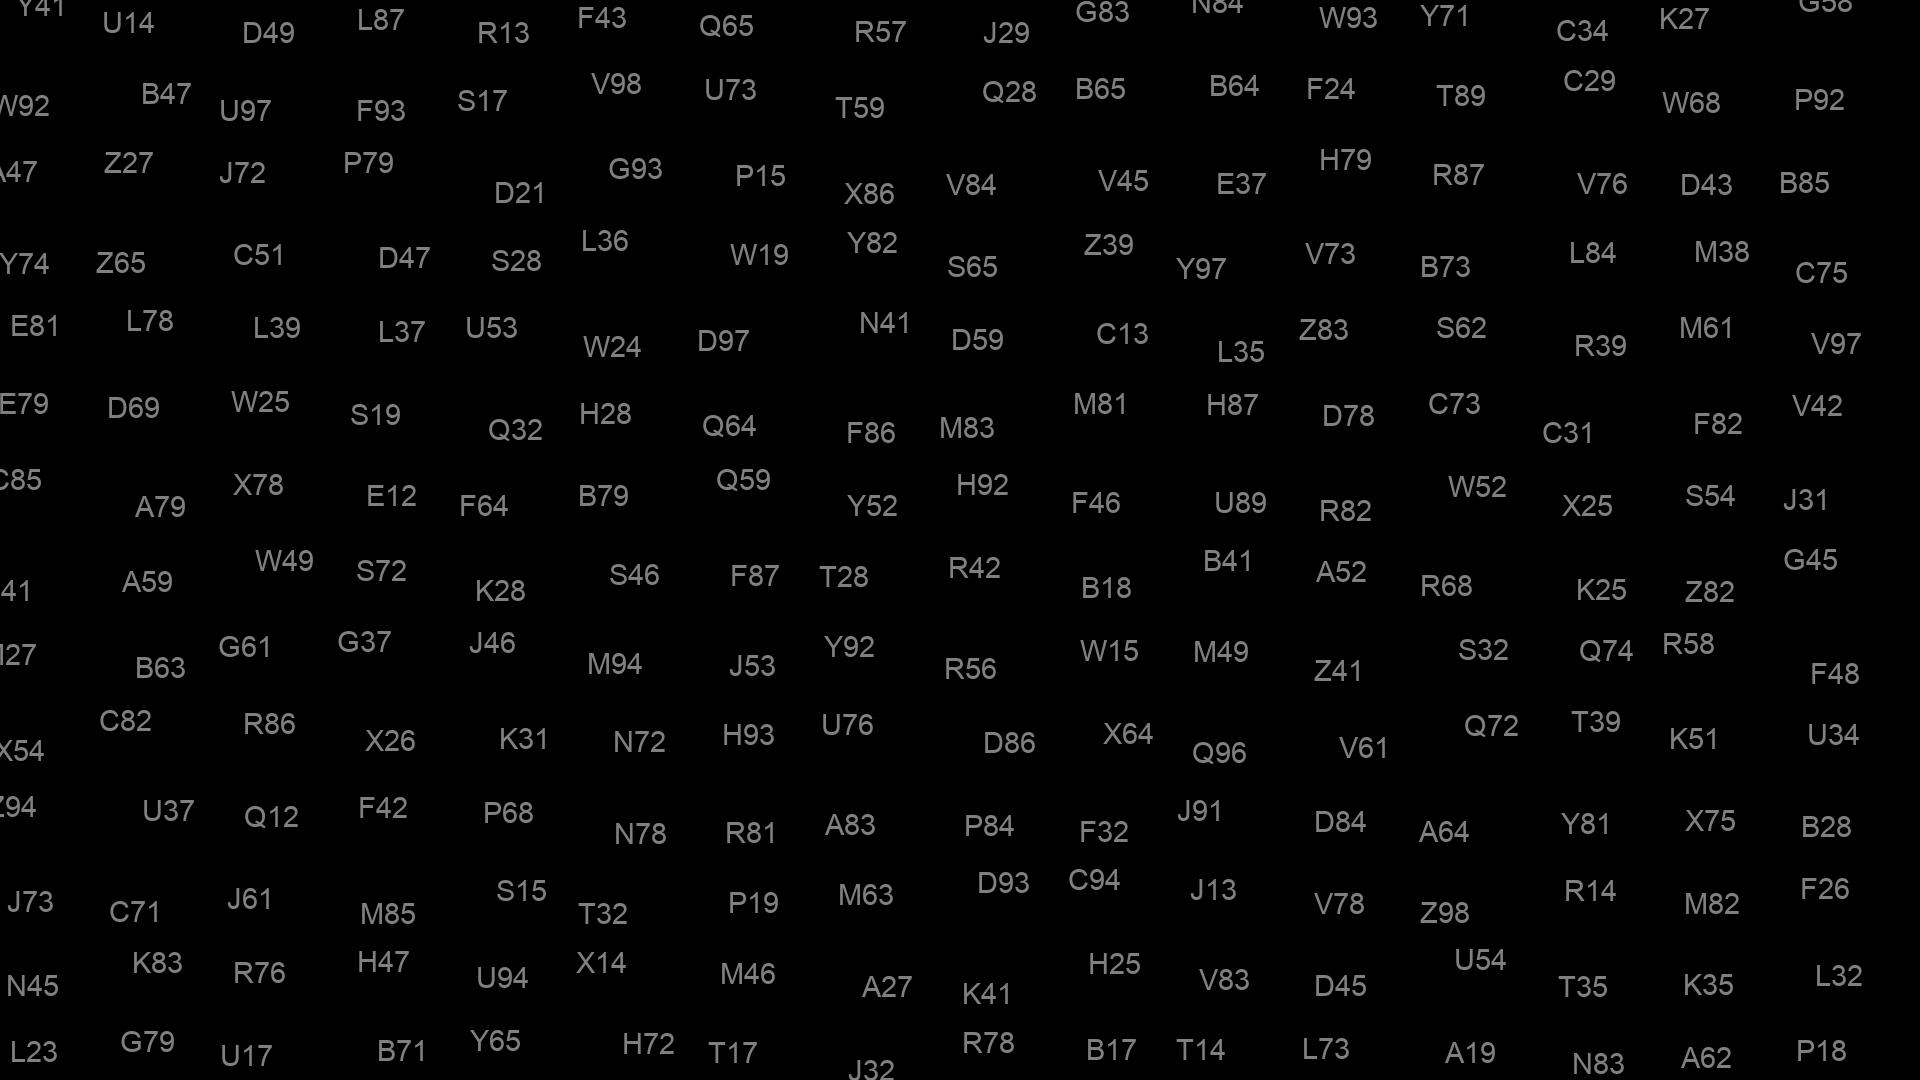 Y41 U14 D49 L87 R13 F43 Q65 R57 J29 G83 N84 W93 Y71 C34 K27 G58
W92 B47 U97 F93 S17 V98 U73 T59 Q28 B65 B64 F24 T89 C29 W68 P92
A47 Z27 J72 P79 D21 G93 P15 X86 V84 V45 E37 H79 R87 V76 D43 B85
Y74 Z65 C51 D47 S28 L36 W19 Y82 S65 Z39 Y97 V73 B73 L84 M38 C75
E81 L78 L39 L37 U53 W24 D97 N41 D59 C13 L35 Z83 S62 R39 M61 V97
E79 D69 W25 S19 Q32 H28 Q64 F86 M83 M81 H87 D78 C73 C31 F82 V42
C85 A79 X78 E12 F64 B79 Q59 Y52 H92 F46 U89 R82 W52 X25 S54 J31
41 A59 W49 S72 K28 S46 F87 T28 R42 B18 B41 A52 R68 K25 Z82 G45
27 B63 G61 G37 J46 M94 J53 Y92 R56 W15 M49 Z41 S32 Q74 R58 F48
X54 C82 R86 X26 K31 N72 H93 U76 D86 X64 Q96 V61 Q72 T39 K51 U34
Z94 U37 Q12 F42 P68 N78 R81 A83 P84 F32 J91 D84 A64 Y81 X75 B28
J73 C71 J61 M85 S15 T32 P19 M63 D93 C94 J13 V78 Z98 R14 M82 F26
N45 K83 R76 H47 U94 X14 M46 A27 K41 H25 V83 D45 U54 T35 K35 L32
L23 G79 U17 B71 Y65 H72 T17 J32 R78 B17 T14 L73 A19 N83 A62 P18